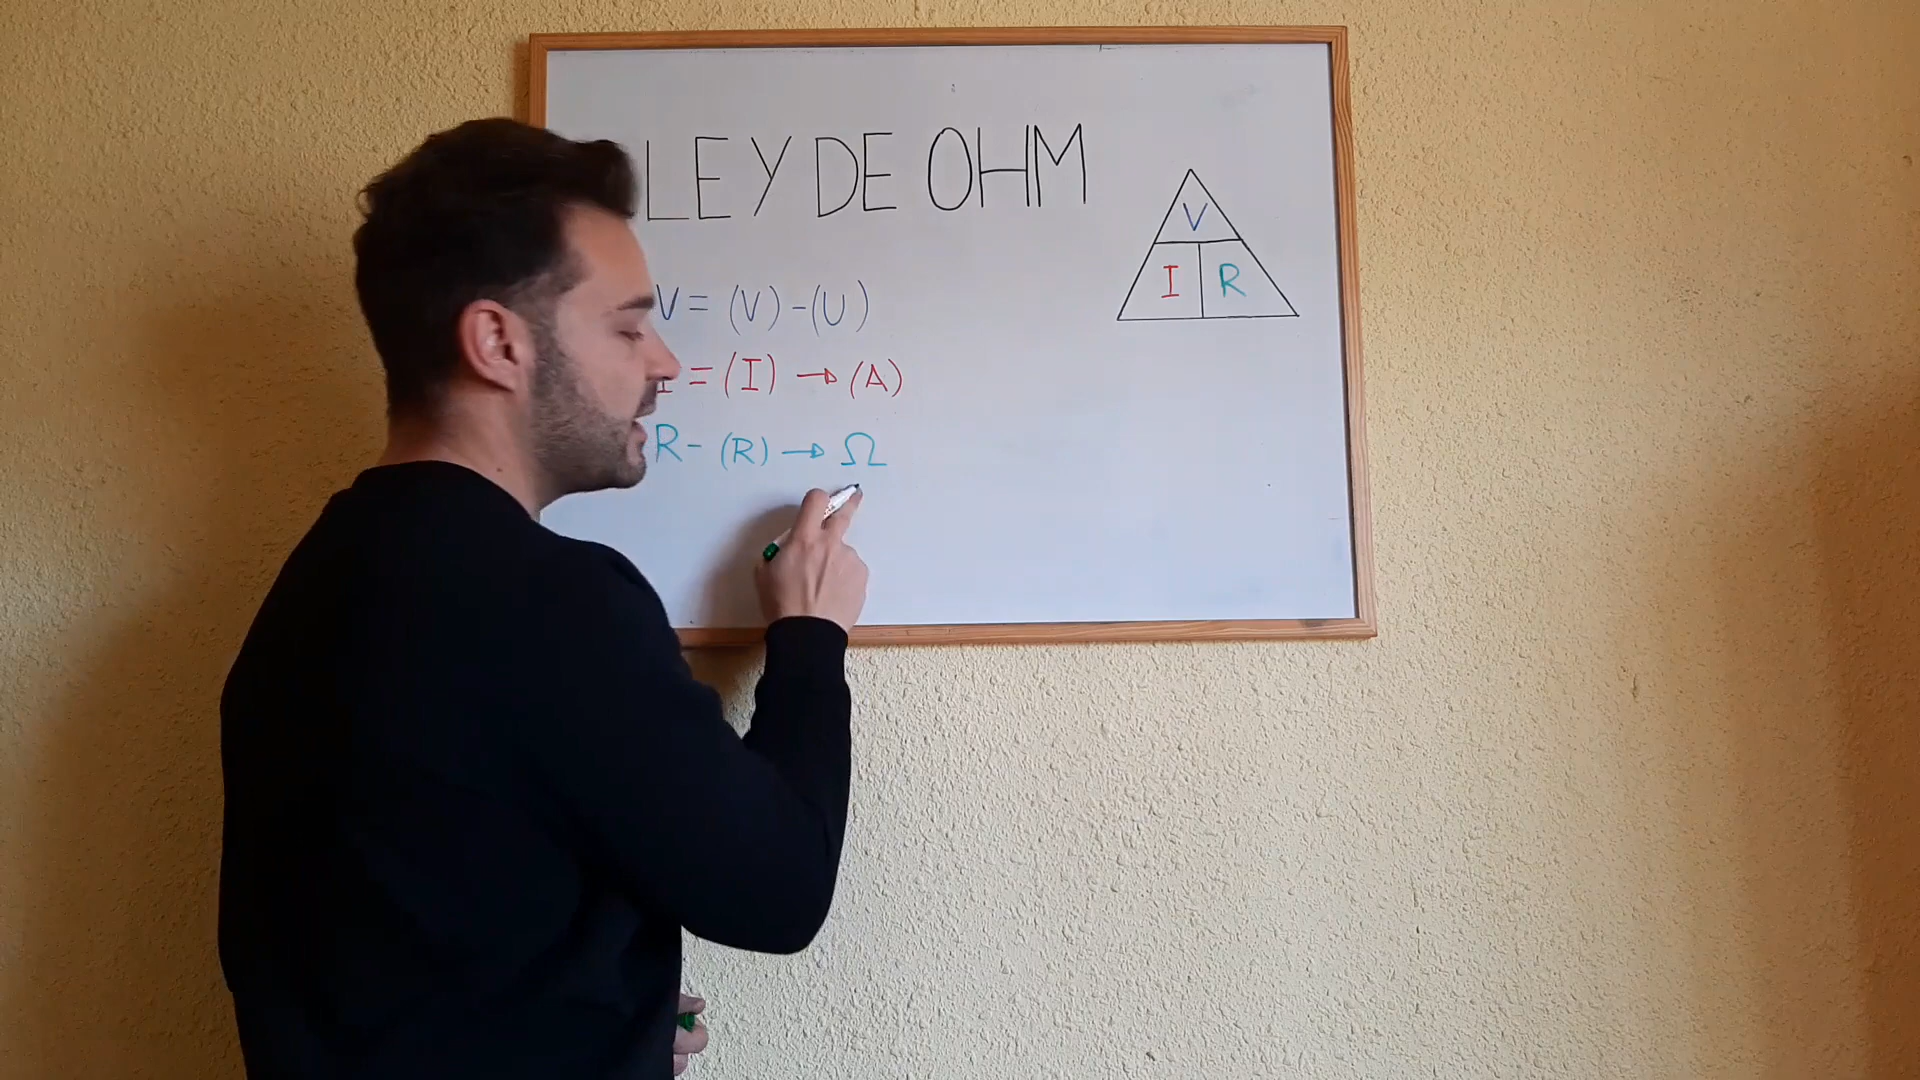 LEY DE OHM
V = (V) - (U)
I = (I) → (A)
R - (R) → Ω
V
I R